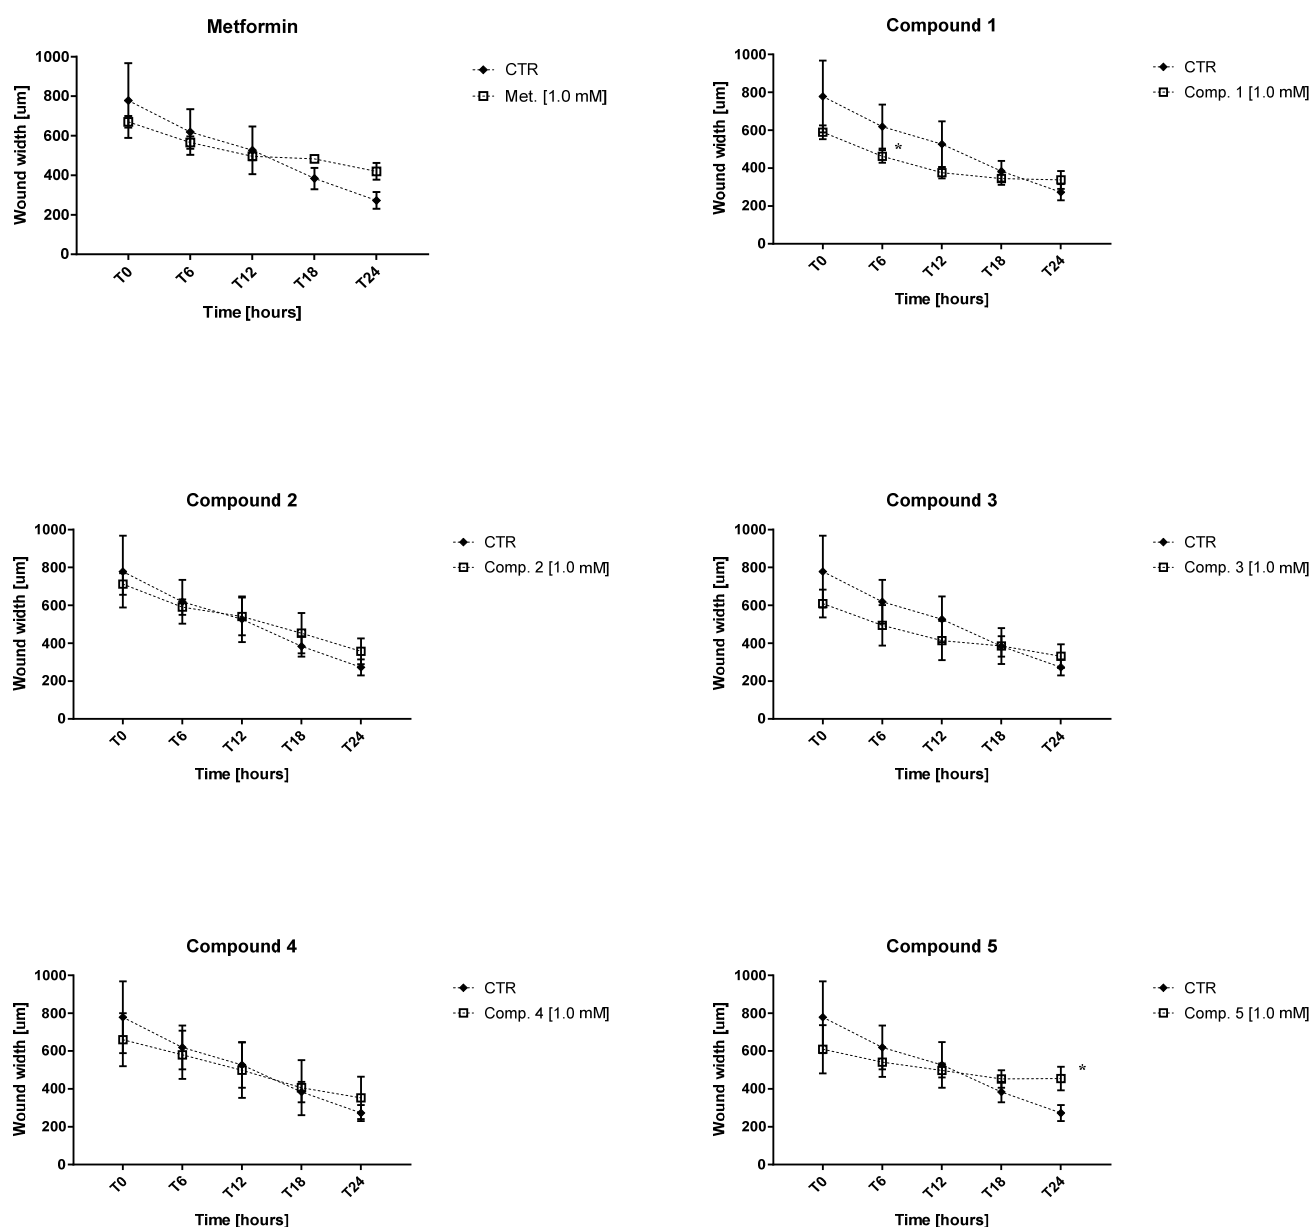 Metformin
1000
800
600
400
200
0
Wound width [um]
T0
T6
T12
T18
T24
Time [hours]
CTR
Met. [1.0 mM]
Compound 1
1000
800
600
400
200
0
Wound width [um]
*
T0
T6
T12
T18
T24
Time [hours]
CTR
Comp. 1 [1.0 mM]
Compound 2
1000
800
600
400
200
0
Wound width [um]
T0
T6
T12
T18
T24
Time [hours]
CTR
Comp. 2 [1.0 mM]
Compound 3
1000
800
600
400
200
0
Wound width [um]
T0
T6
T12
T18
T24
Time [hours]
CTR
Comp. 3 [1.0 mM]
Compound 4
1000
800
600
400
200
0
Wound width [um]
T0
T6
T12
T18
T24
Time [hours]
CTR
Comp. 4 [1.0 mM]
Compound 5
1000
800
600
400
200
0
Wound width [um]
*
T0
T6
T12
T18
T24
Time [hours]
CTR
Comp. 5 [1.0 mM]